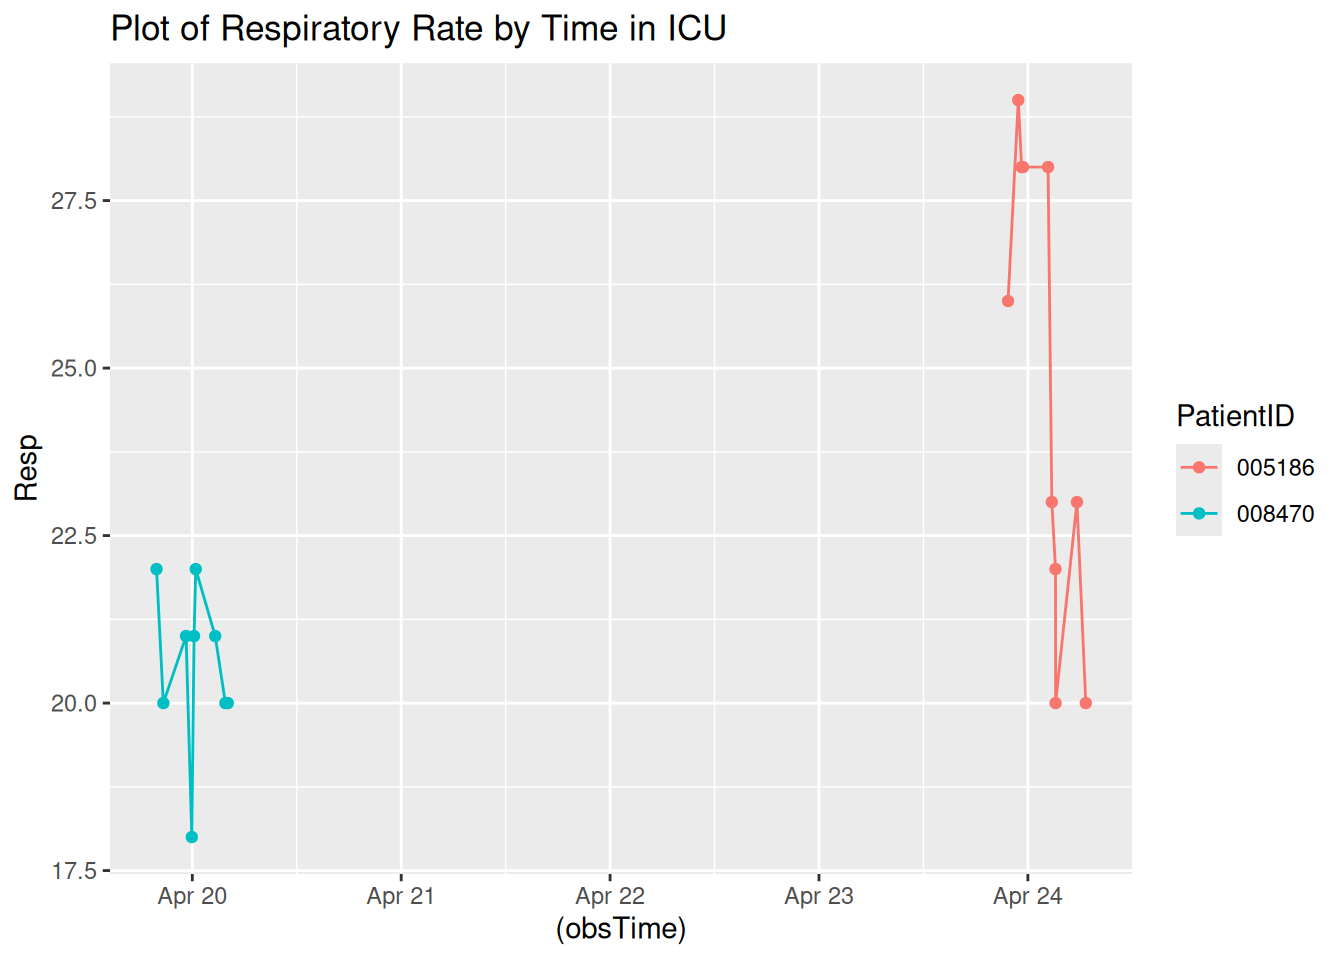 Plot of Respiratory Rate by Time in ICU
27.5
25.0
22.5
20.0
17.5
Resp
Apr 20
Apr 21
Apr 22
Apr 23
Apr 24
(obsTime)
PatientID
005186
008470